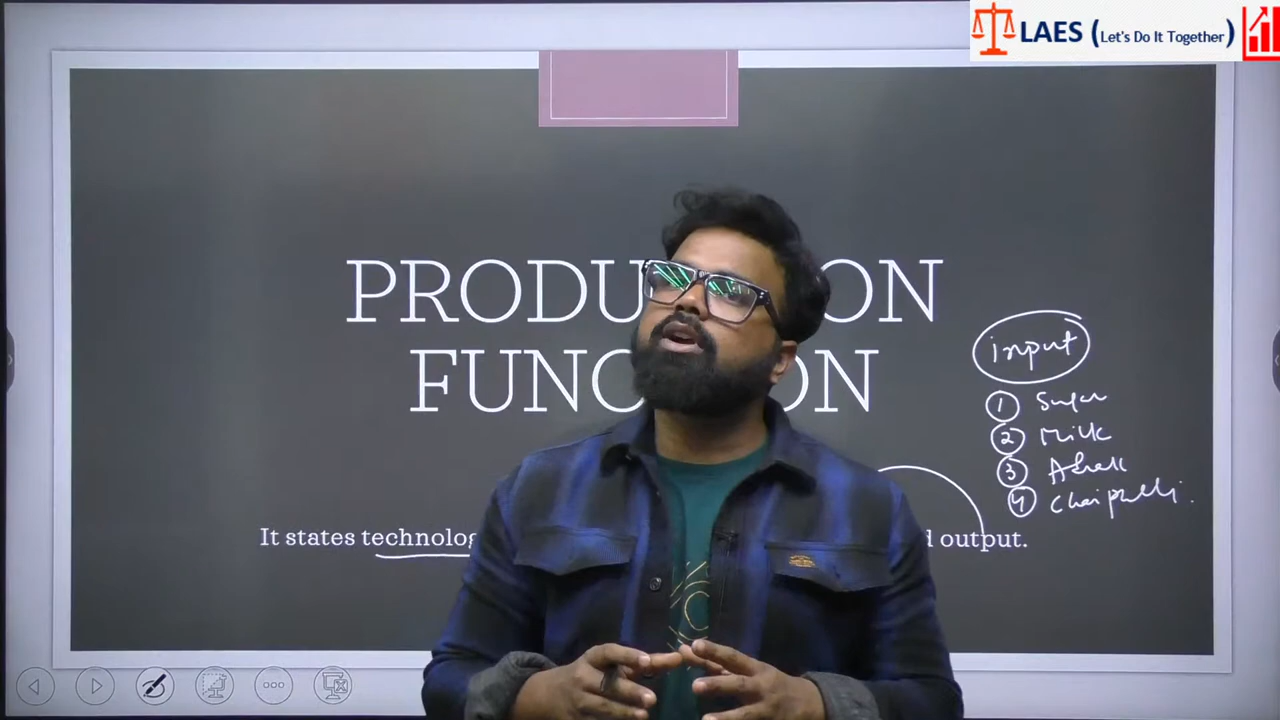 LAES (Let's Do It Together)
PRODU ON
FUNC ON
input
1 Sugar
2 Milk
3 Adrak
4 Chaipatti.
It states technolog d output.